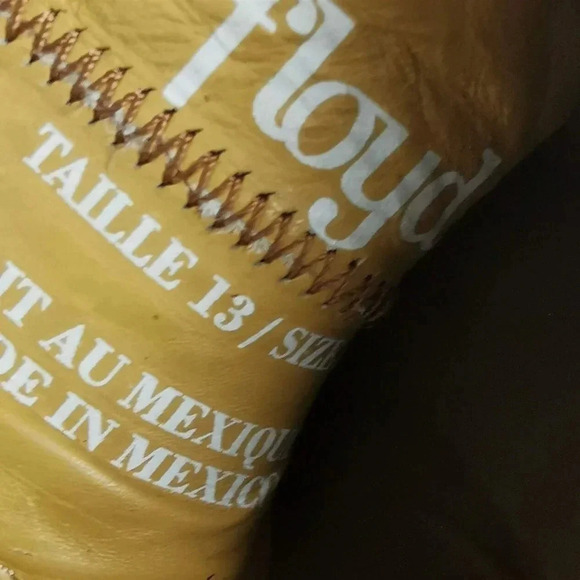 floyd
TAILLE 13 / SIZE
IT AU MEXIQU
DE IN MEXICO